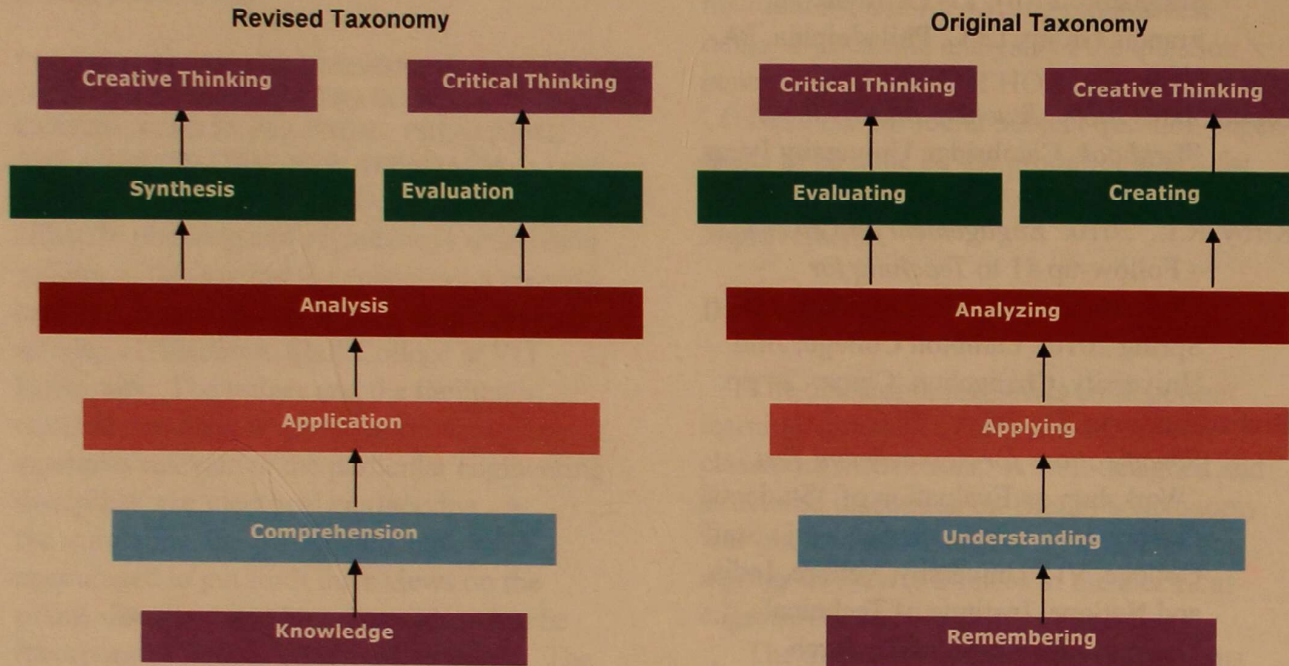 Revised Taxonomy
Creative Thinking
Critical Thinking
Synthesis
Evaluation
Analysis
Application
Comprehension
Knowledge
Original Taxonomy
Critical Thinking
Creative Thinking
Evaluating
Creating
Analyzing
Applying
Understanding
Remembering